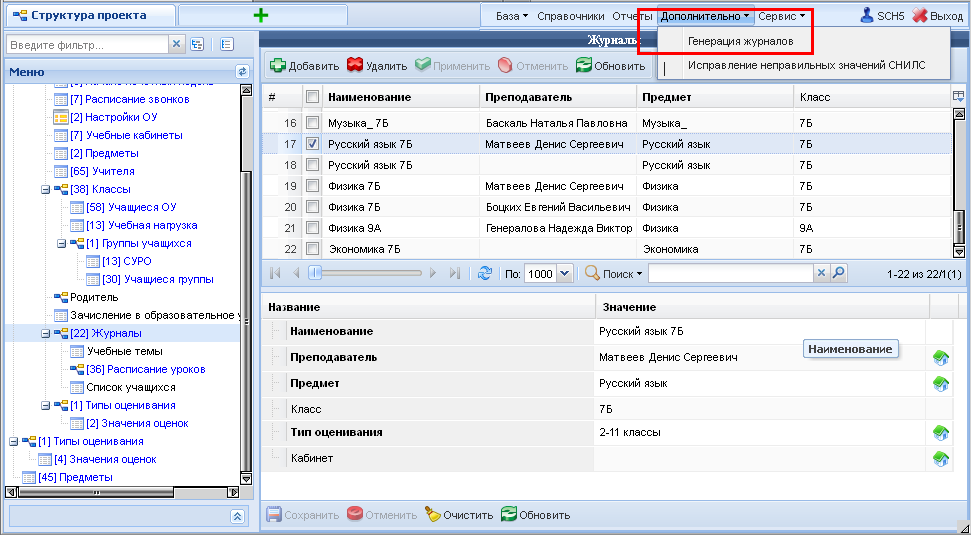 Структура проекта
База Справочники Отчеты Дополнительно Сервис SCH5 Выход
Генерация журналов
Исправление неправильных значений СНИЛС
Введите фильтр...
Журналы
Меню
Добавить Удалить Применить Отменить Обновить
[7] Расписание звонков
[2] Настройки ОУ
[7] Учебные кабинеты
[2] Предметы
[65] Учителя
[38] Классы
[58] Учащиеся ОУ
[13] Учебная нагрузка
[1] Группы учащихся
[13] СУРО
[30] Учащиеся группы
Родитель
Зачисление в образовательное
[22] Журналы
Учебные темы
[36] Расписание уроков
Список учащихся
[1] Типы оценивания
[2] Значения оценок
[1] Типы оценивания
[4] Значения оценок
[45] Предметы
# Наименование Преподаватель Предмет Класс
16 Музыка_ 7Б Баскаль Наталья Павловна Музыка_ 7Б
17 Русский язык 7Б Матвеев Денис Сергеевич Русский язык 7Б
18 Русский язык 7Б Русский язык 7Б
19 Физика 7Б Матвеев Денис Сергеевич Физика 7Б
20 Физика 7Б Боцких Евгений Васильевич Физика 7Б
21 Физика 9А Генералова Надежда Виктор Физика 9А
22 Экономика 7Б Экономика 7Б
По: 1000 Поиск 1-22 из 22/1(1)
Название Значение
Наименование Русский язык 7Б
Наименование
Преподаватель Матвеев Денис Сергеевич
Предмет Русский язык
Класс 7Б
Тип оценивания 2-11 классы
Кабинет
Сохранить Отменить Очистить Обновить